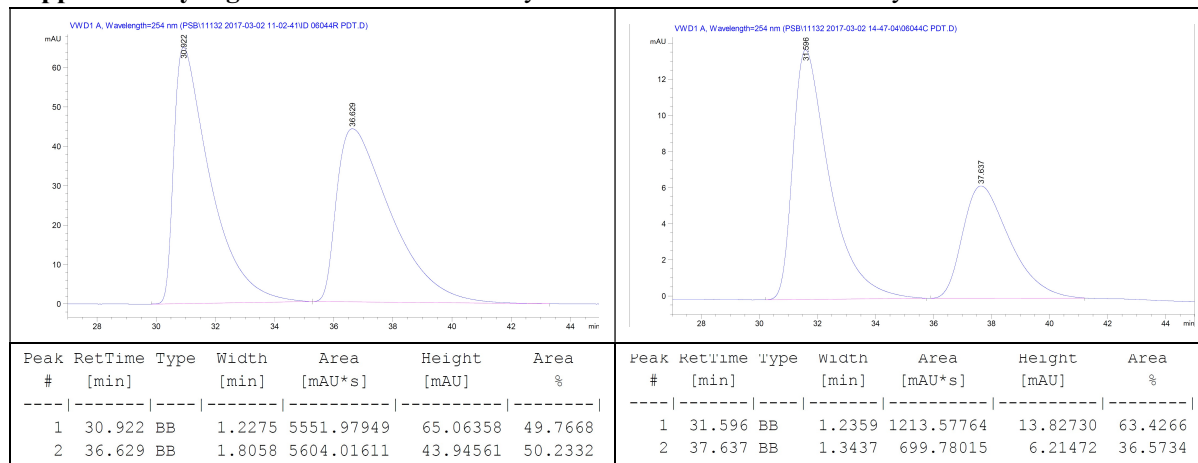 VWD1 A, Wavelength=254 nm (PSB\11132 2017-03-02 11-02-41\ID 06044R PDT.D)
mAU
30.922
36.629
60
50
40
30
20
10
0
28 30 32 34 36 38 40 42 44 min
VWD1 A, Wavelength=254 nm (PSB\11132 2017-03-02 14-47-04\06044C PDT.D)
mAU
31.596
37.637
12
10
8
6
4
2
0
28 30 32 34 36 38 40 42 44 min
Peak RetTime Type Width Area Height Area
# [min] [min] [mAU*s] [mAU] %
----|-------|----|-------|----------|----------|--------|
1 30.922 BB 1.2275 5551.97949 65.06358 49.7668
2 36.629 BB 1.8058 5604.01611 43.94561 50.2332
Peak RetTime Type Width Area Height Area
# [min] [min] [mAU*s] [mAU] %
----|-------|----|-------|----------|----------|--------|
1 31.596 BB 1.2359 1213.57764 13.82730 63.4266
2 37.637 BB 1.3437 699.78015 6.21472 36.5734